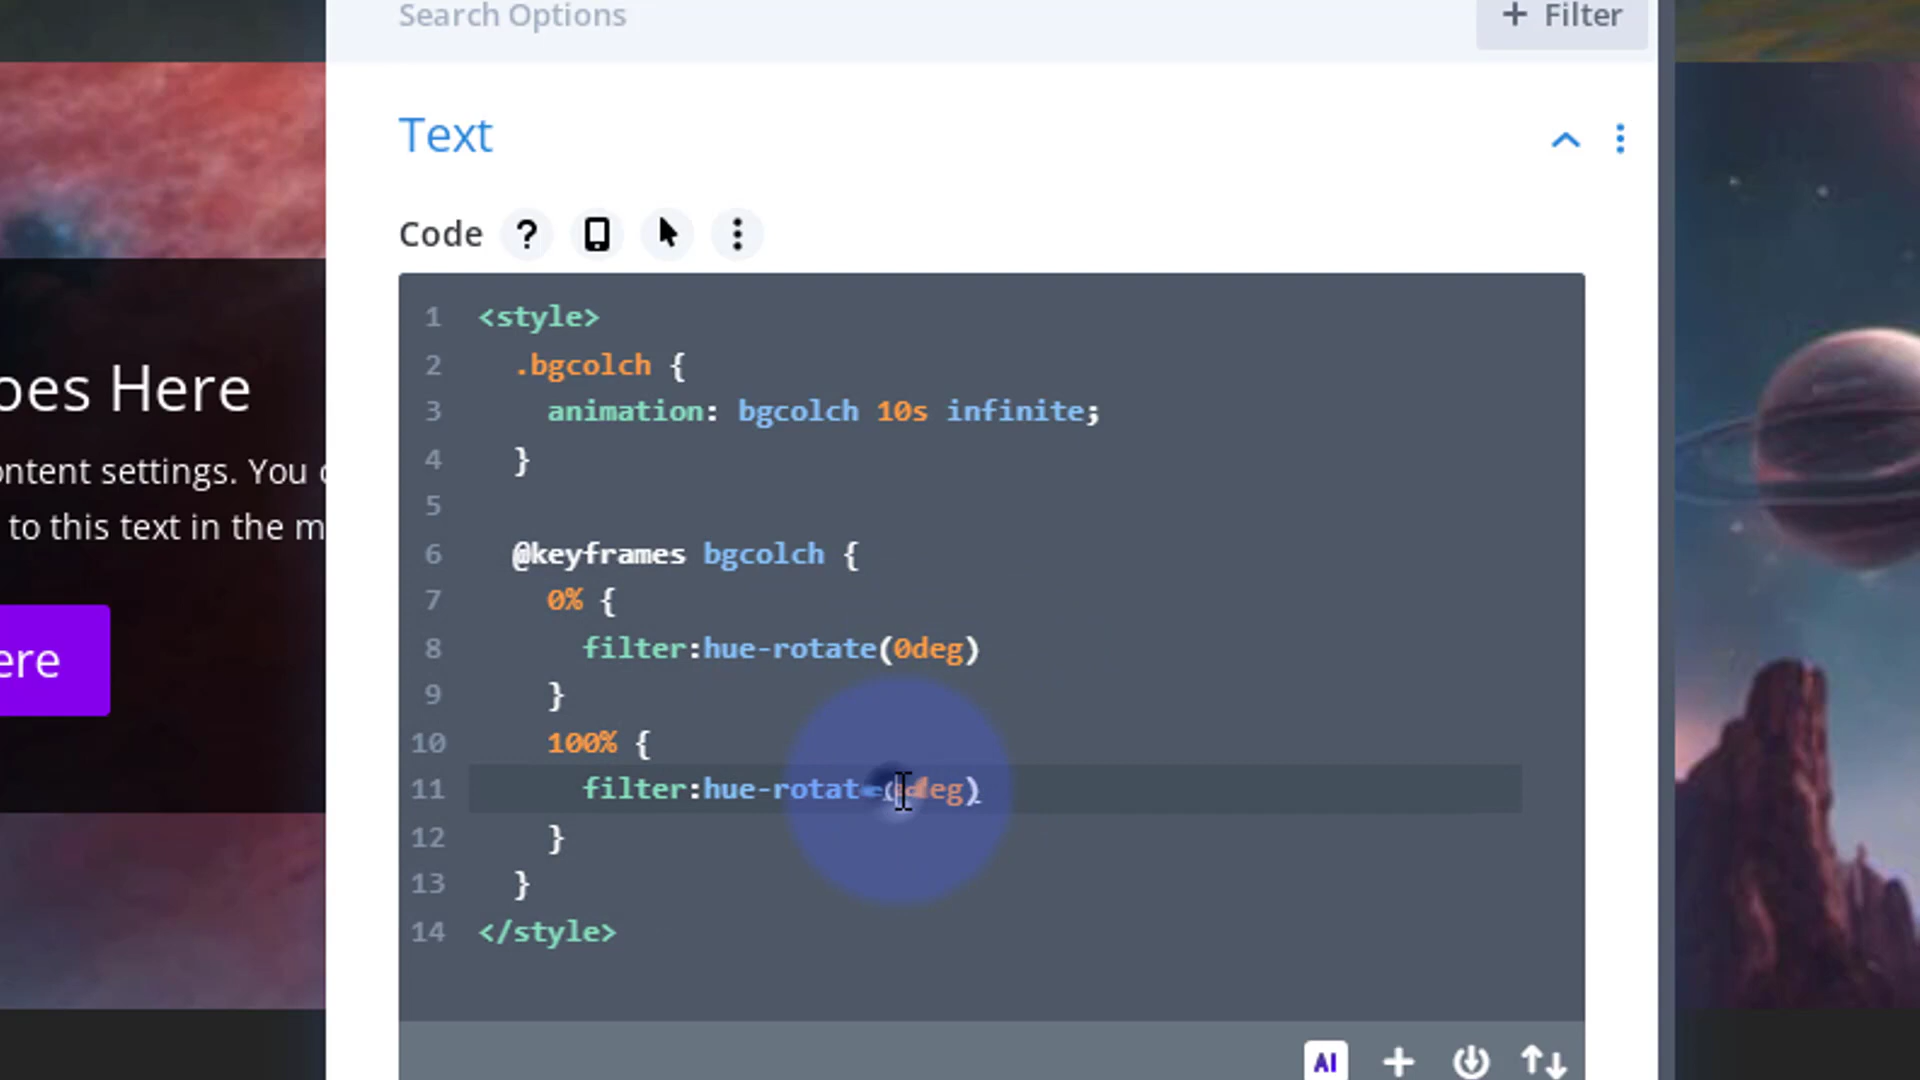 Search Options
+ Filter
Text
Code ?
1 <style>
2 .bgcolch {
3 animation: bgcolch 10s infinite;
4 }
5
6 @keyframes bgcolch {
7 0% {
8 filter:hue-rotate(0deg)
9 }
10 100% {
11 filter:hue-rotate(0deg)
12 }
13 }
14 </style>
AI
oes Here
ontent settings. You
to this text in the m
ere